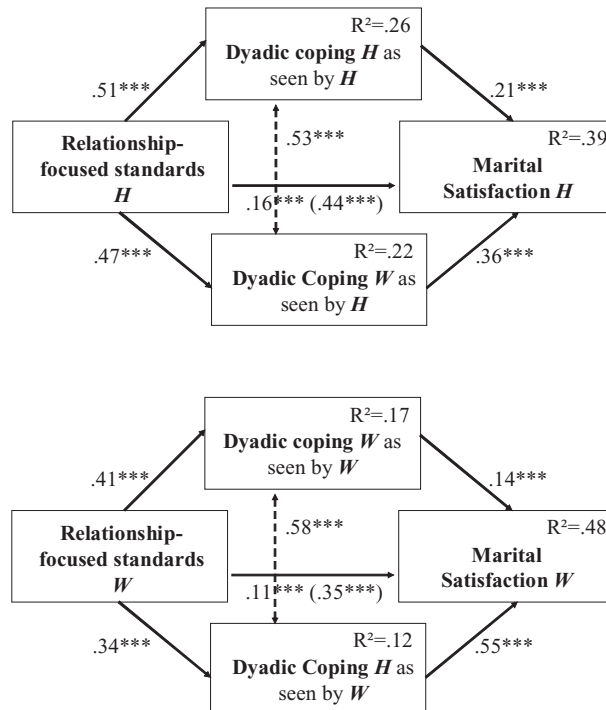 R²=.26
Dyadic coping H as
seen by H
.51***
.21***
Relationship-
focused standards
H
.53***
R²=.39
Marital
Satisfaction H
.16*** (.44***)
.47***
R²=.22
Dyadic Coping W as
seen by H
.36***
R²=.17
Dyadic coping W as
seen by W
.41***
.14***
Relationship-
focused standards
W
.58***
R²=.48
Marital
Satisfaction W
.11*** (.35***)
.34***
R²=.12
Dyadic Coping H as
seen by W
.55***